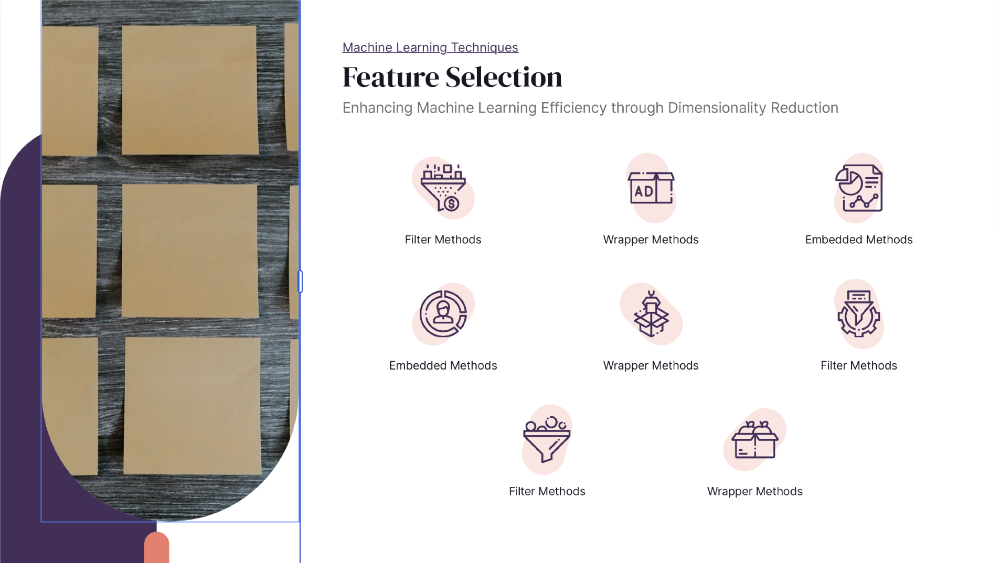 Machine Learning Techniques
Feature Selection
Enhancing Machine Learning Efficiency through Dimensionality Reduction
AD
Filter Methods
Wrapper Methods
Embedded Methods
Embedded Methods
Wrapper Methods
Filter Methods
Filter Methods
Wrapper Methods